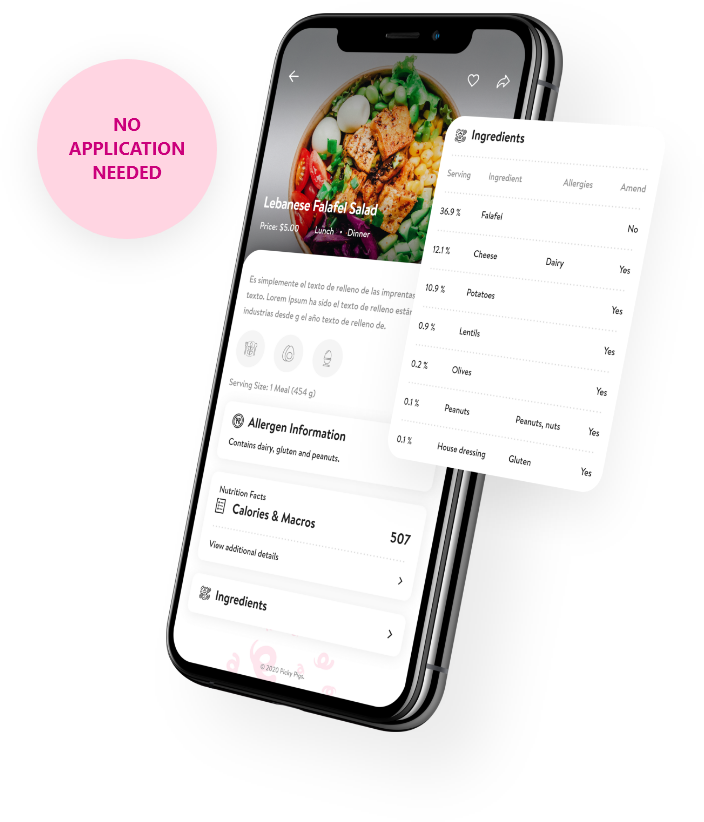 NO
APPLICATION
NEEDED
Lebanese Falafel Salad
Price: $5.00 Lunch • Dinner
Es simplemente el texto de relleno de las imprentas
texto. Lorem Ipsum ha sido el texto de relleno están
industrias desde g el año texto de relleno de.
Serving Size: 1 Meal (454 g)
Allergen Information
Contains dairy, gluten and peanuts.
Nutrition Facts
Calories & Macros 507
View additional details
Ingredients
© 2020 Picky Pigs.
Ingredients
Serving Ingredient Allergies Amend
36.9 % Falafel No
12.1 % Cheese Dairy Yes
10.9 % Potatoes Yes
0.9 % Lentils Yes
0.2 % Olives Yes
0.1 % Peanuts Peanuts, nuts Yes
0.1 % House dressing Gluten Yes